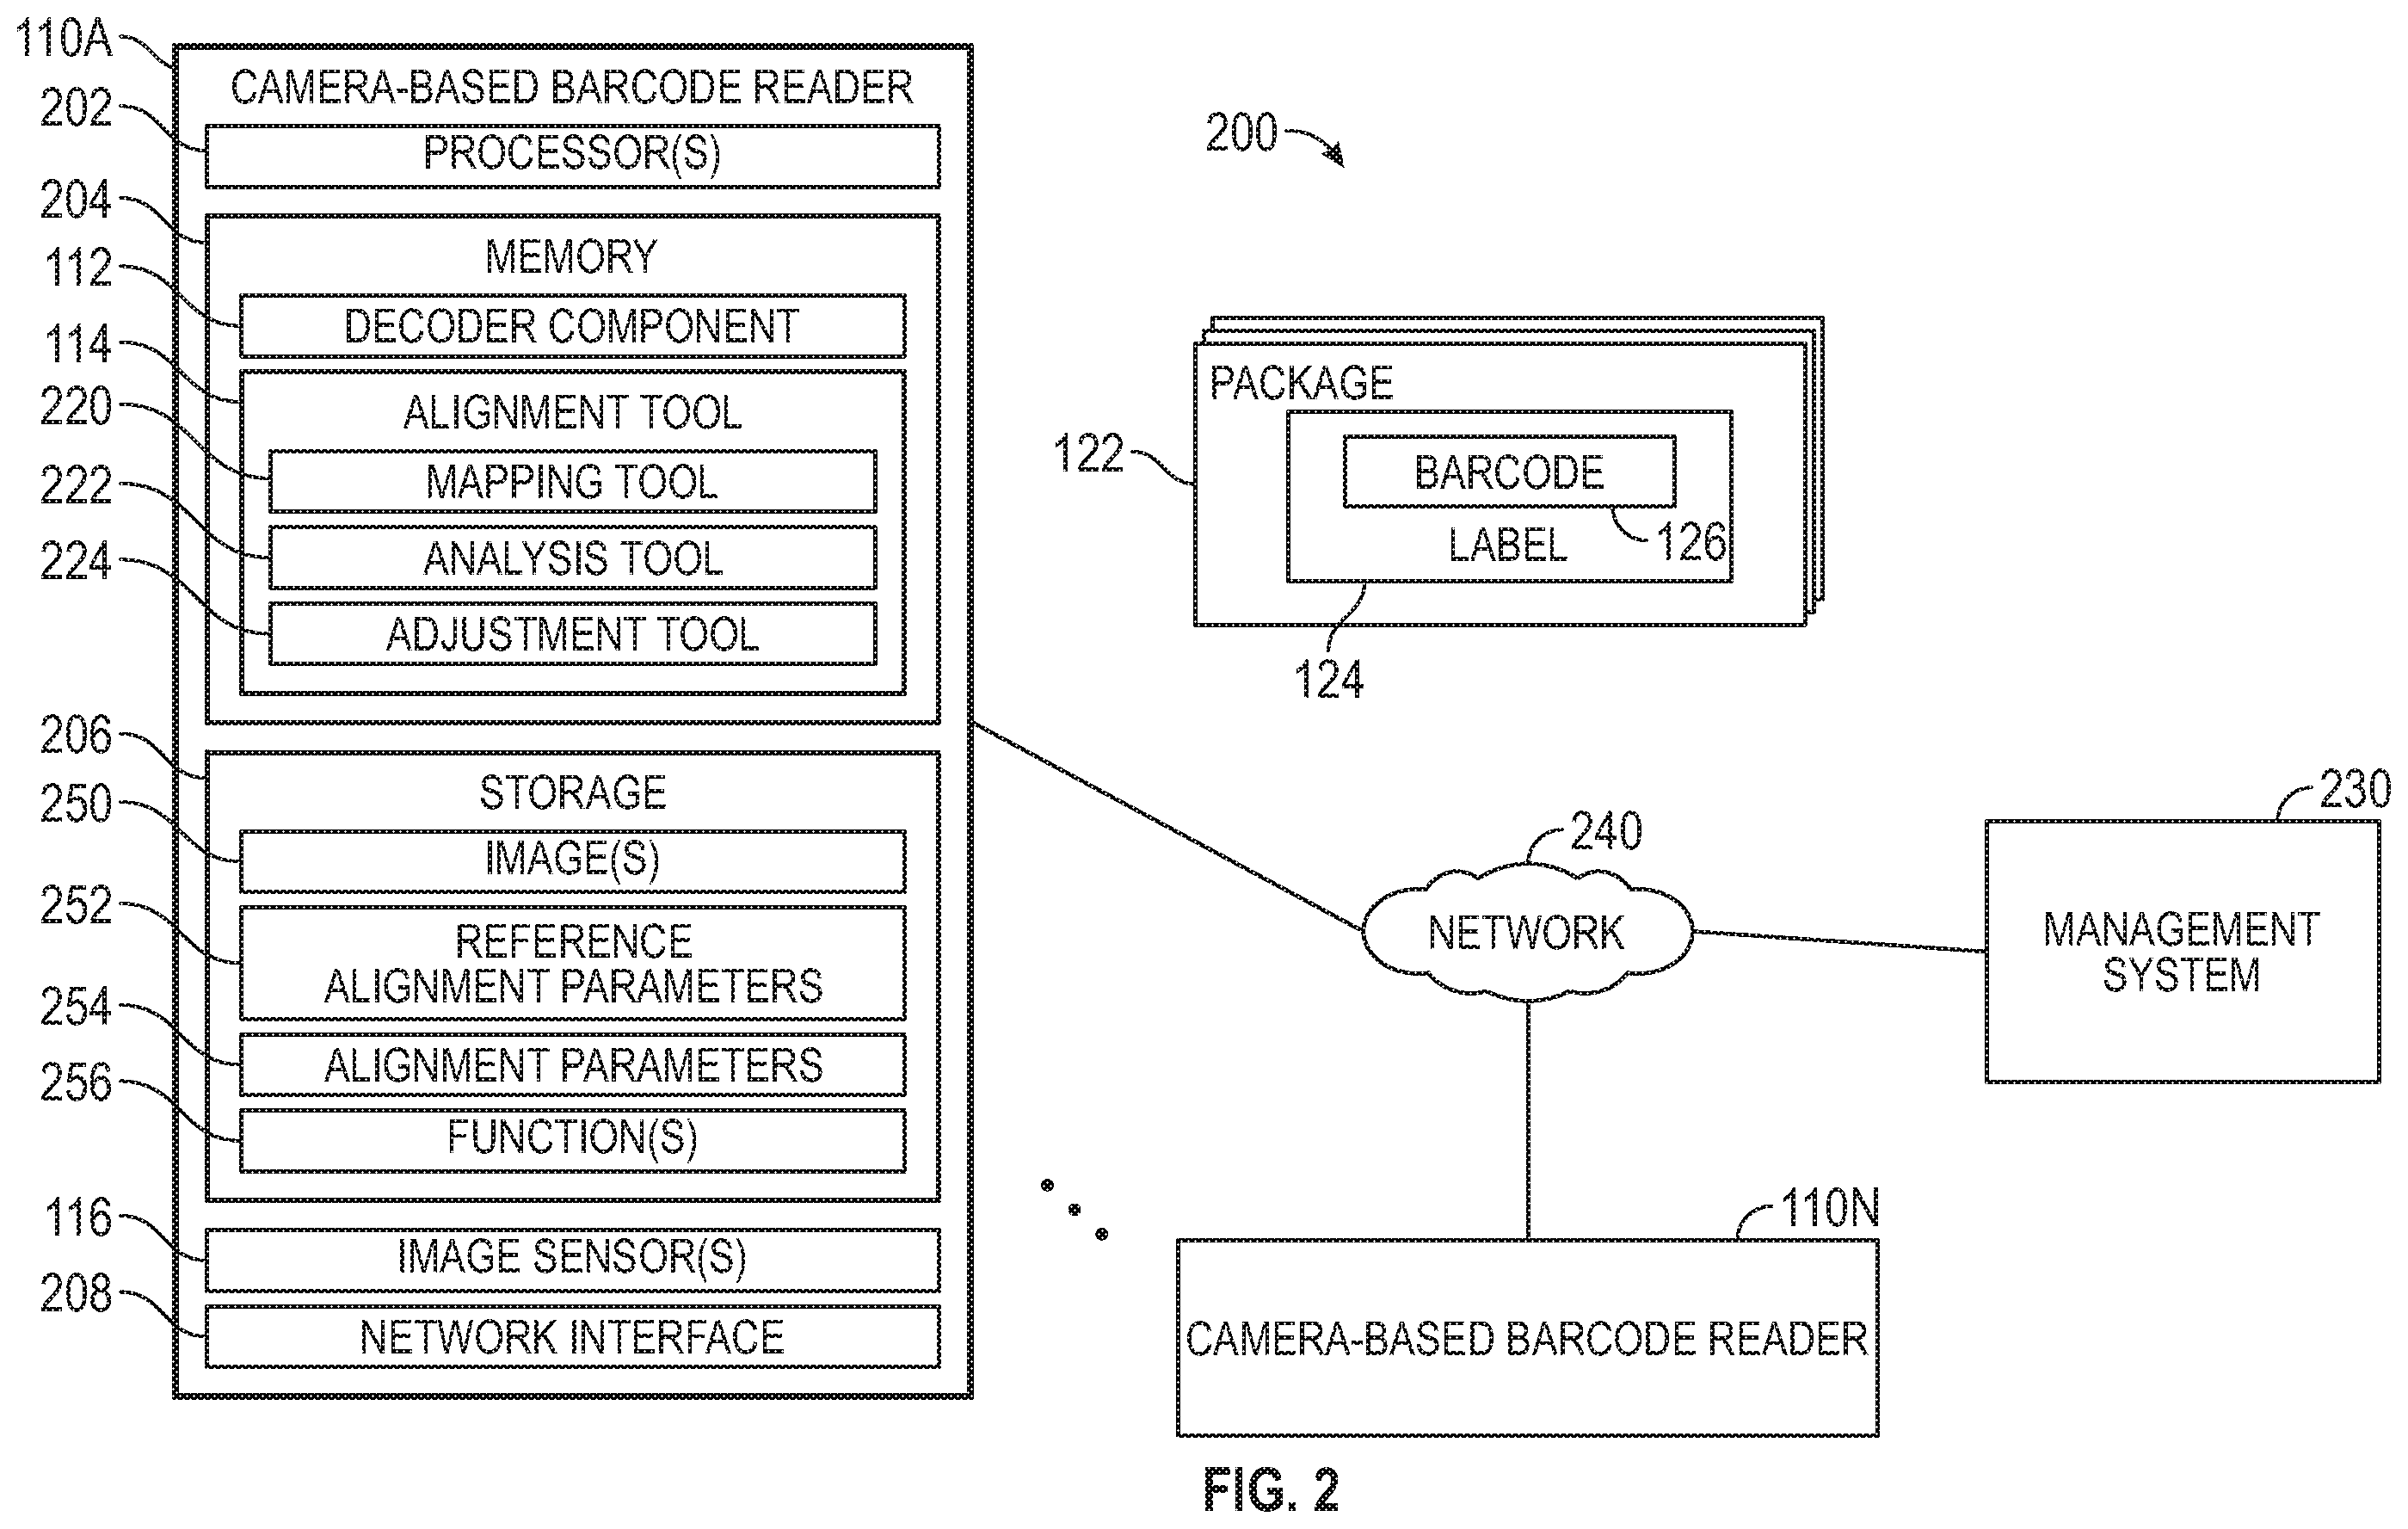 110A
CAMERA-BASED BARCODE READER
202
PROCESSOR(S)
204
MEMORY
112
DECODER COMPONENT
114
ALIGNMENT TOOL
220
MAPPING TOOL
222
ANALYSIS TOOL
224
ADJUSTMENT TOOL
206
STORAGE
250
IMAGE(S)
252
REFERENCE
ALIGNMENT PARAMETERS
254
ALIGNMENT PARAMETERS
256
FUNCTION(S)
116
IMAGE SENSOR(S)
208
NETWORK INTERFACE
200
PACKAGE
122
BARCODE
126
LABEL
124
240
NETWORK
230
MANAGEMENT
SYSTEM
110N
CAMERA-BASED BARCODE READER
FIG. 2